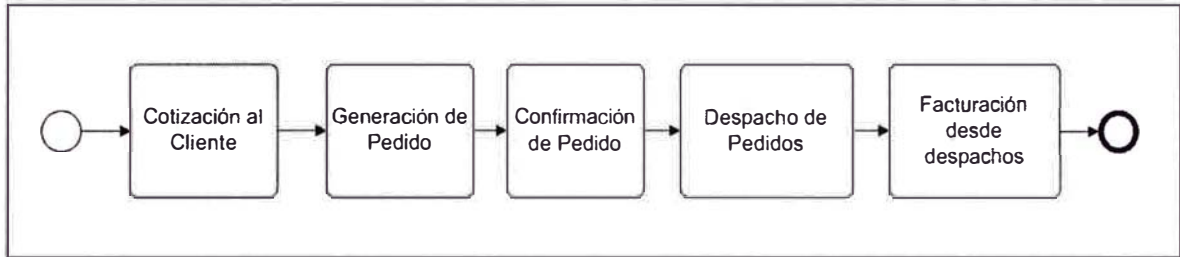 Cotización al
Cliente
Generación de
Pedido
Confirmación
de Pedido
Despacho de
Pedidos
Facturación
desde
despachos